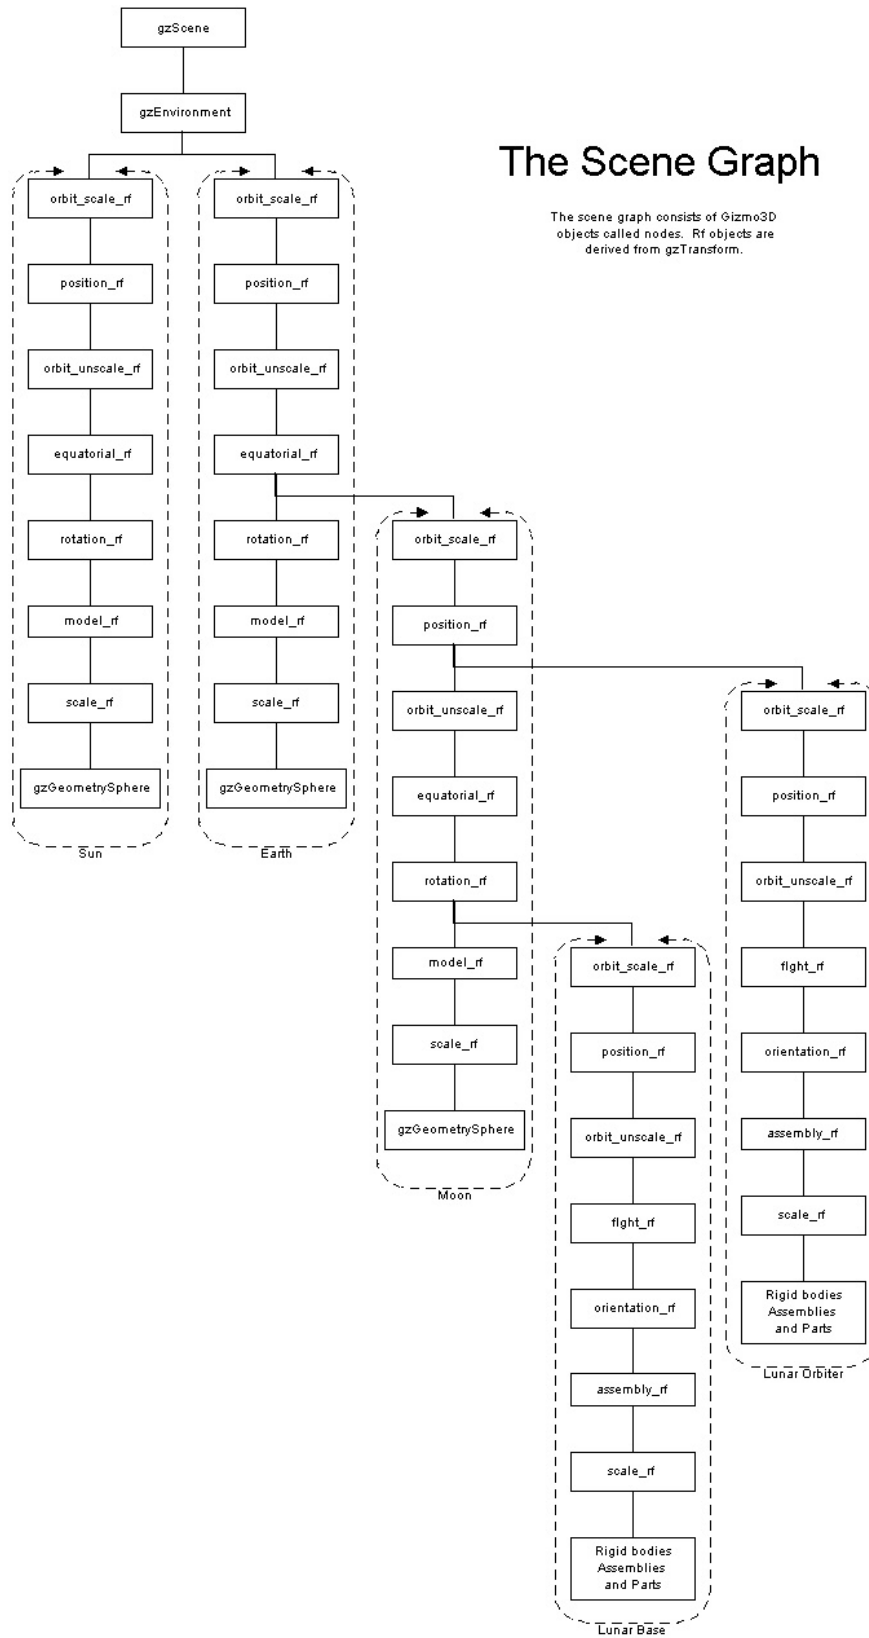 gzScene
gzEnvironment
The Scene Graph
The scene graph consists of Gizmo3D
objects called nodes. Rf objects are
derived from gzTransform.
orbit_scale_rf
position_rf
orbit_unscale_rf
equatorial_rf
rotation_rf
model_rf
scale_rf
gzGeometrySphere
Sun
orbit_scale_rf
position_rf
orbit_unscale_rf
equatorial_rf
rotation_rf
model_rf
scale_rf
gzGeometrySphere
Earth
orbit_scale_rf
position_rf
orbit_unscale_rf
equatorial_rf
rotation_rf
model_rf
scale_rf
gzGeometrySphere
Moon
orbit_scale_rf
position_rf
orbit_unscale_rf
flght_rf
orientation_rf
assembly_rf
scale_rf
Rigid bodies
Assemblies
and Parts
Lunar Base
orbit_scale_rf
position_rf
orbit_unscale_rf
flght_rf
orientation_rf
assembly_rf
scale_rf
Rigid bodies
Assemblies
and Parts
Lunar Orbiter